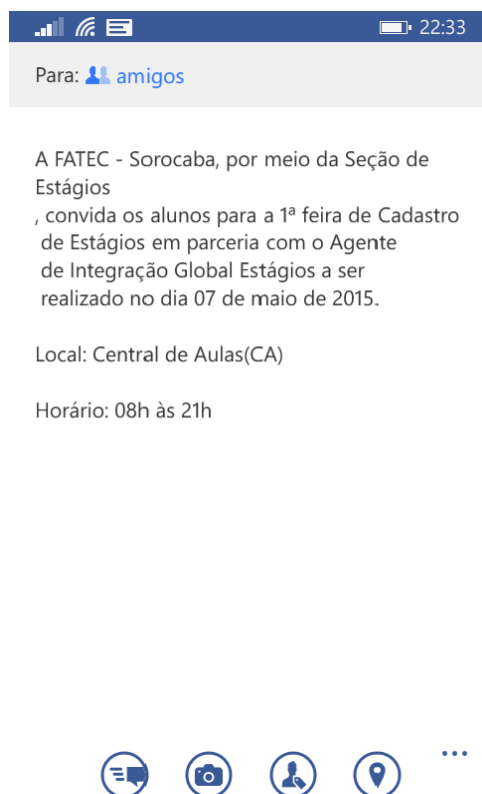 22:33
Para: amigos
A FATEC - Sorocaba, por meio da Seção de
Estágios
, convida os alunos para a 1ª feira de Cadastro
de Estágios em parceria com o Agente
de Integração Global Estágios a ser
realizado no dia 07 de maio de 2015.
Local: Central de Aulas(CA)
Horário: 08h às 21h